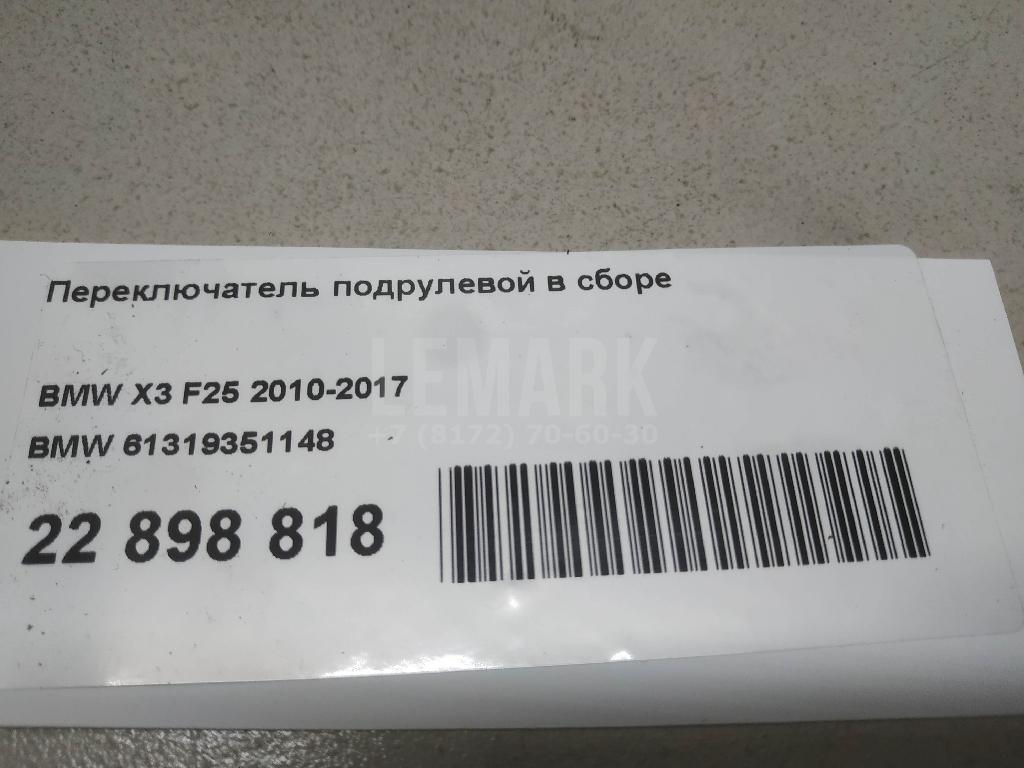 Переключатель подрулевой в сборе
BMW X3 F25 2010-2017
LEMARK
+7 (8172) 70-60-30
BMW 61319351148
22 898 818